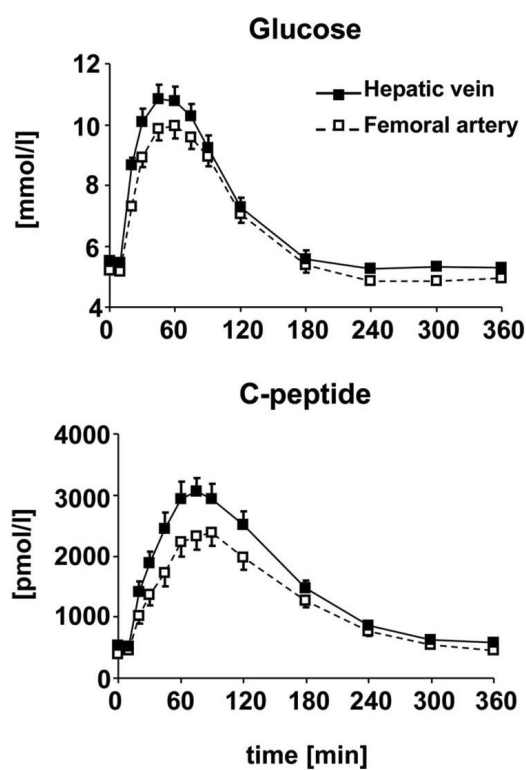 Glucose
12
10
8
6
4
[mmol/l]
Hepatic vein
Femoral artery
0 60 120 180 240 300 360
C-peptide
4000
3000
2000
1000
0
[pmol/l]
0 60 120 180 240 300 360
time [min]